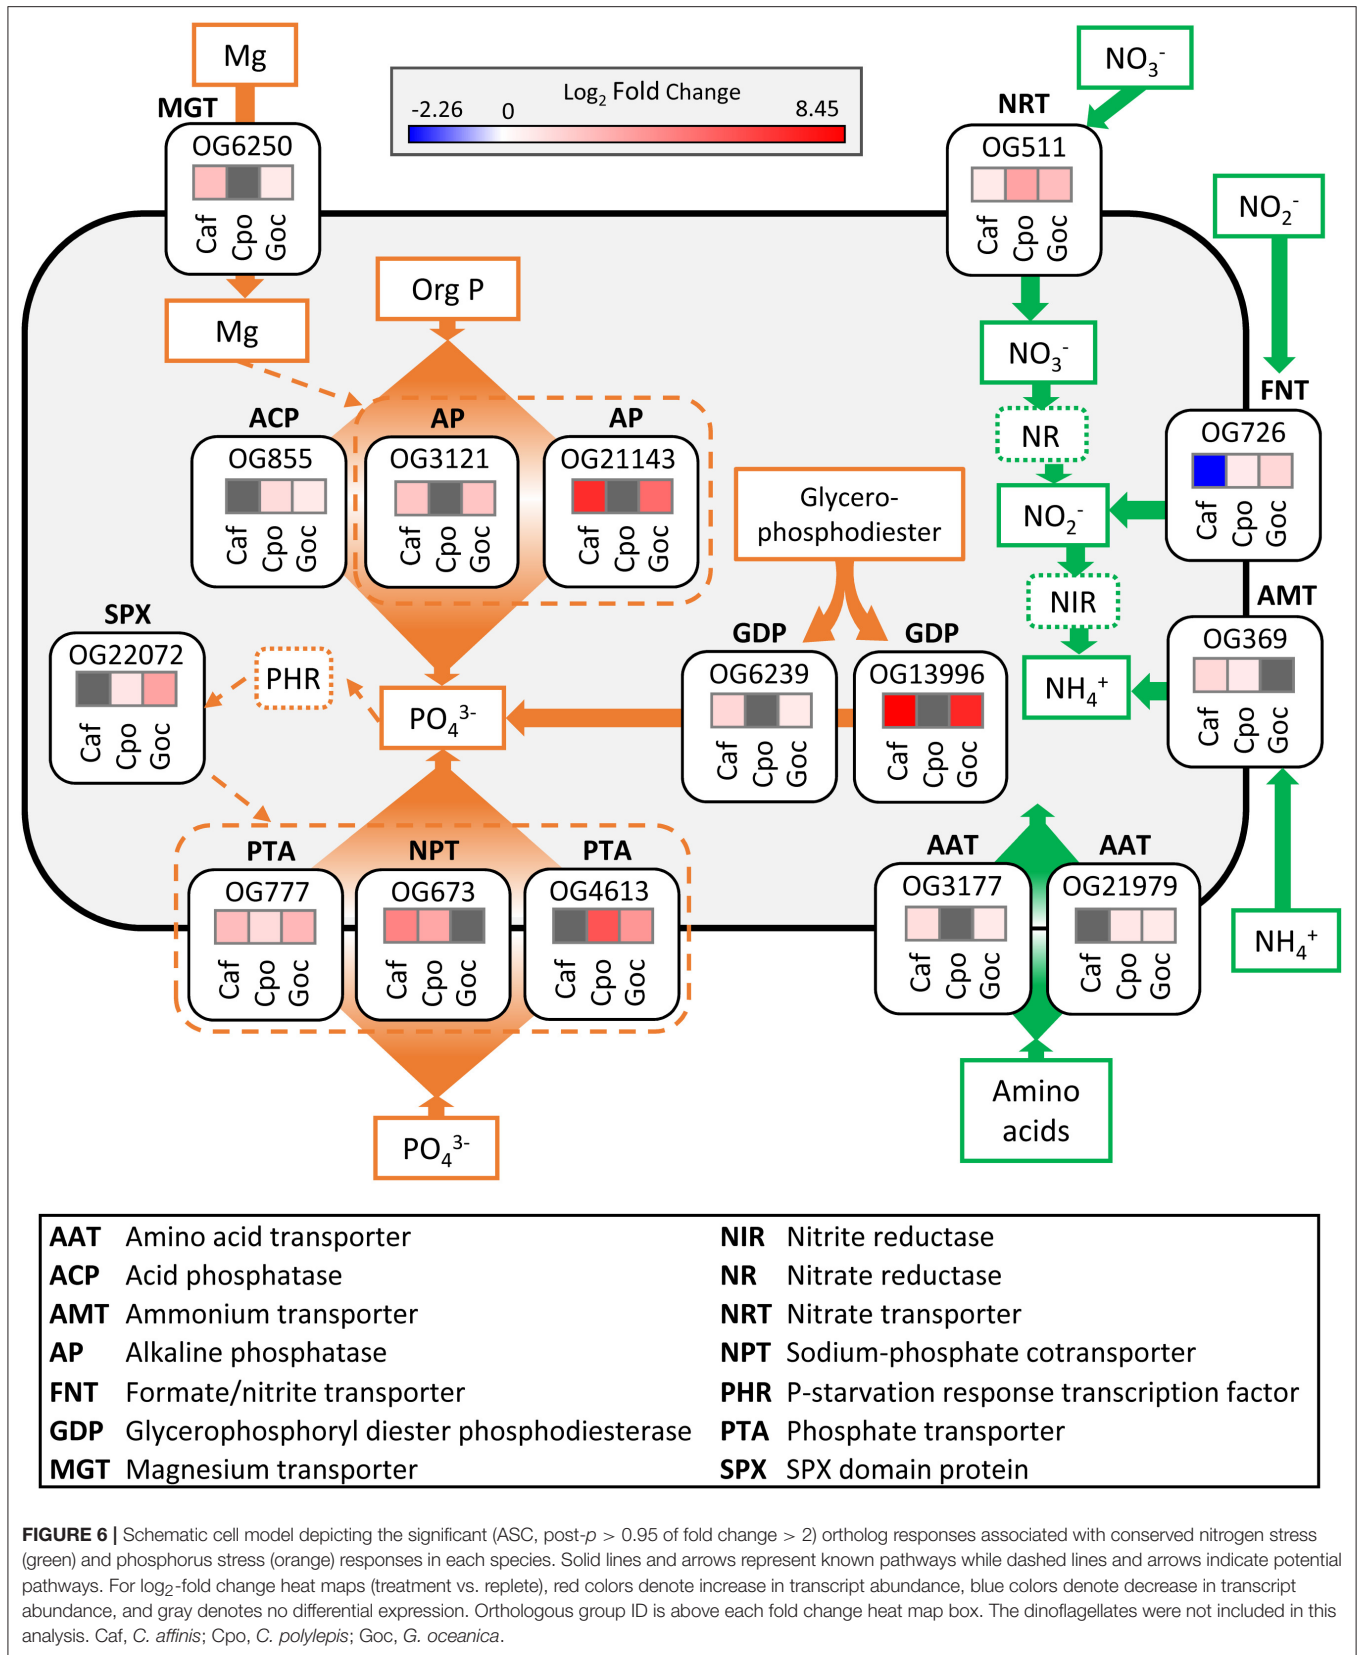 Mg
MGT
OG6250
Caf Cpo Goc
Mg
Log2 Fold Change
-2.26 0 8.45
NO3-
NRT
OG511
Caf Cpo Goc
NO3-
NR
NO2-
NIR
NH4+
NO2-
FNT
OG726
Caf Cpo Goc
AMT
OG369
Caf Cpo Goc
NH4+
Org P
ACP
OG855
Caf Cpo Goc
AP
OG3121
Caf Cpo Goc
AP
OG21143
Caf Cpo Goc
Glycero-
phosphodiester
GDP
OG6239
Caf Cpo Goc
GDP
OG13996
Caf Cpo Goc
SPX
OG22072
Caf Cpo Goc
PHR
PO4 3-
PTA
OG777
Caf Cpo Goc
NPT
OG673
Caf Cpo Goc
PTA
OG4613
Caf Cpo Goc
PO4 3-
AAT
OG3177
Caf Cpo Goc
AAT
OG21979
Caf Cpo Goc
Amino
acids
AAT Amino acid transporter
ACP Acid phosphatase
AMT Ammonium transporter
AP Alkaline phosphatase
FNT Formate/nitrite transporter
GDP Glycerophosphoryl diester phosphodiesterase
MGT Magnesium transporter
NIR Nitrite reductase
NR Nitrate reductase
NRT Nitrate transporter
NPT Sodium-phosphate cotransporter
PHR P-starvation response transcription factor
PTA Phosphate transporter
SPX SPX domain protein
FIGURE 6 | Schematic cell model depicting the significant (ASC, post-p > 0.95 of fold change > 2) ortholog responses associated with conserved nitrogen stress
(green) and phosphorus stress (orange) responses in each species. Solid lines and arrows represent known pathways while dashed lines and arrows indicate potential
pathways. For log2-fold change heat maps (treatment vs. replete), red colors denote increase in transcript abundance, blue colors denote decrease in transcript
abundance, and gray denotes no differential expression. Orthologous group ID is above each fold change heat map box. The dinoflagellates were not included in this
analysis. Caf, C. affinis; Cpo, C. polylepis; Goc, G. oceanica.